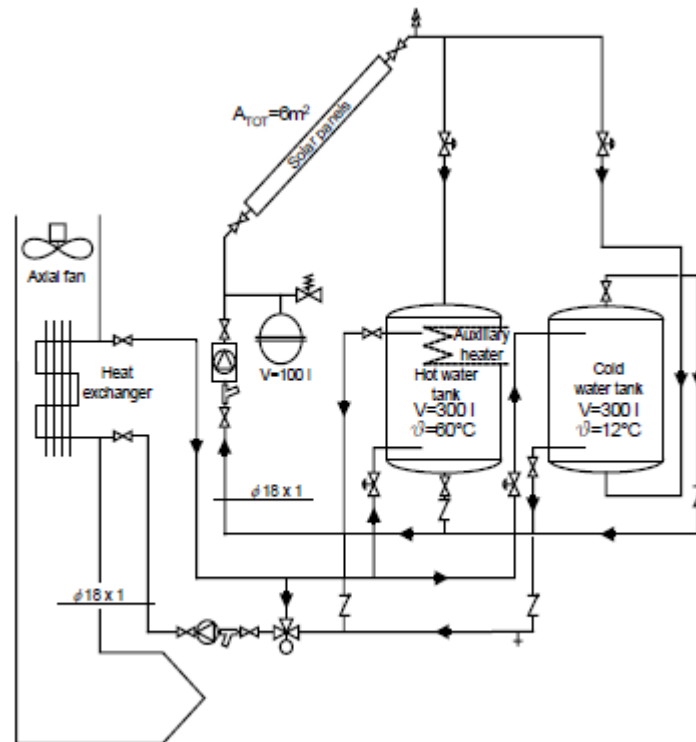 A_TOT=6m²
Solar panels
Axial fan
Heat
exchanger
V=100 l
Auxiliary
heater
Hot water
tank
V=300 l
ϑ=60°C
Cold
water tank
V=300 l
ϑ=12°C
ϕ 18 x 1
ϕ 18 x 1